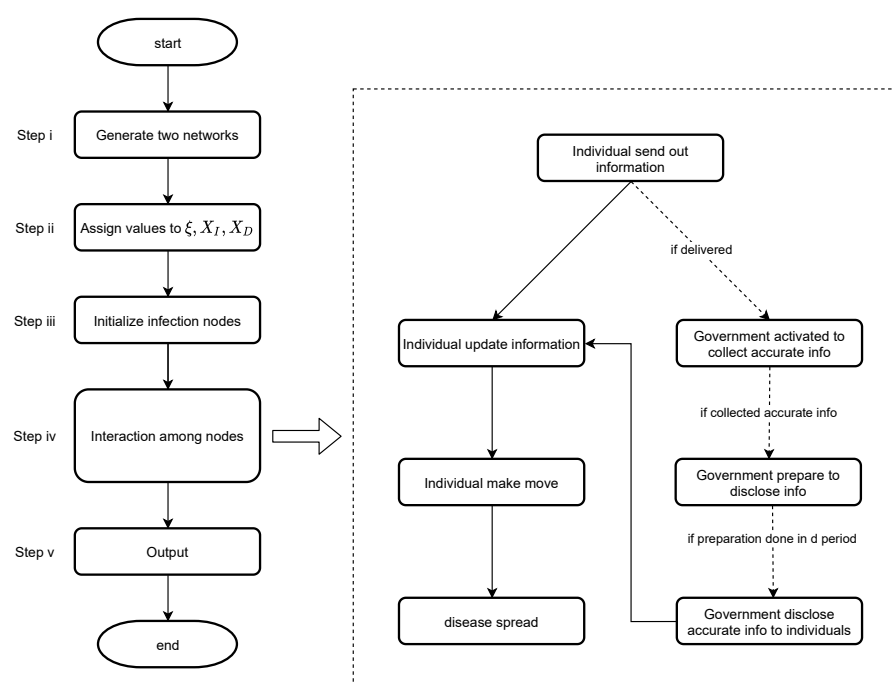 start
Step i
Generate two networks
Step ii
Assign values to ξ, X_I, X_D
Step iii
Initialize infection nodes
Step iv
Interaction among nodes
Step v
Output
end
Individual send out
information
if delivered
Individual update information
Government activated to
collect accurate info
if collected accurate info
Individual make move
Government prepare to
disclose info
if preparation done in d period
disease spread
Government disclose
accurate info to individuals